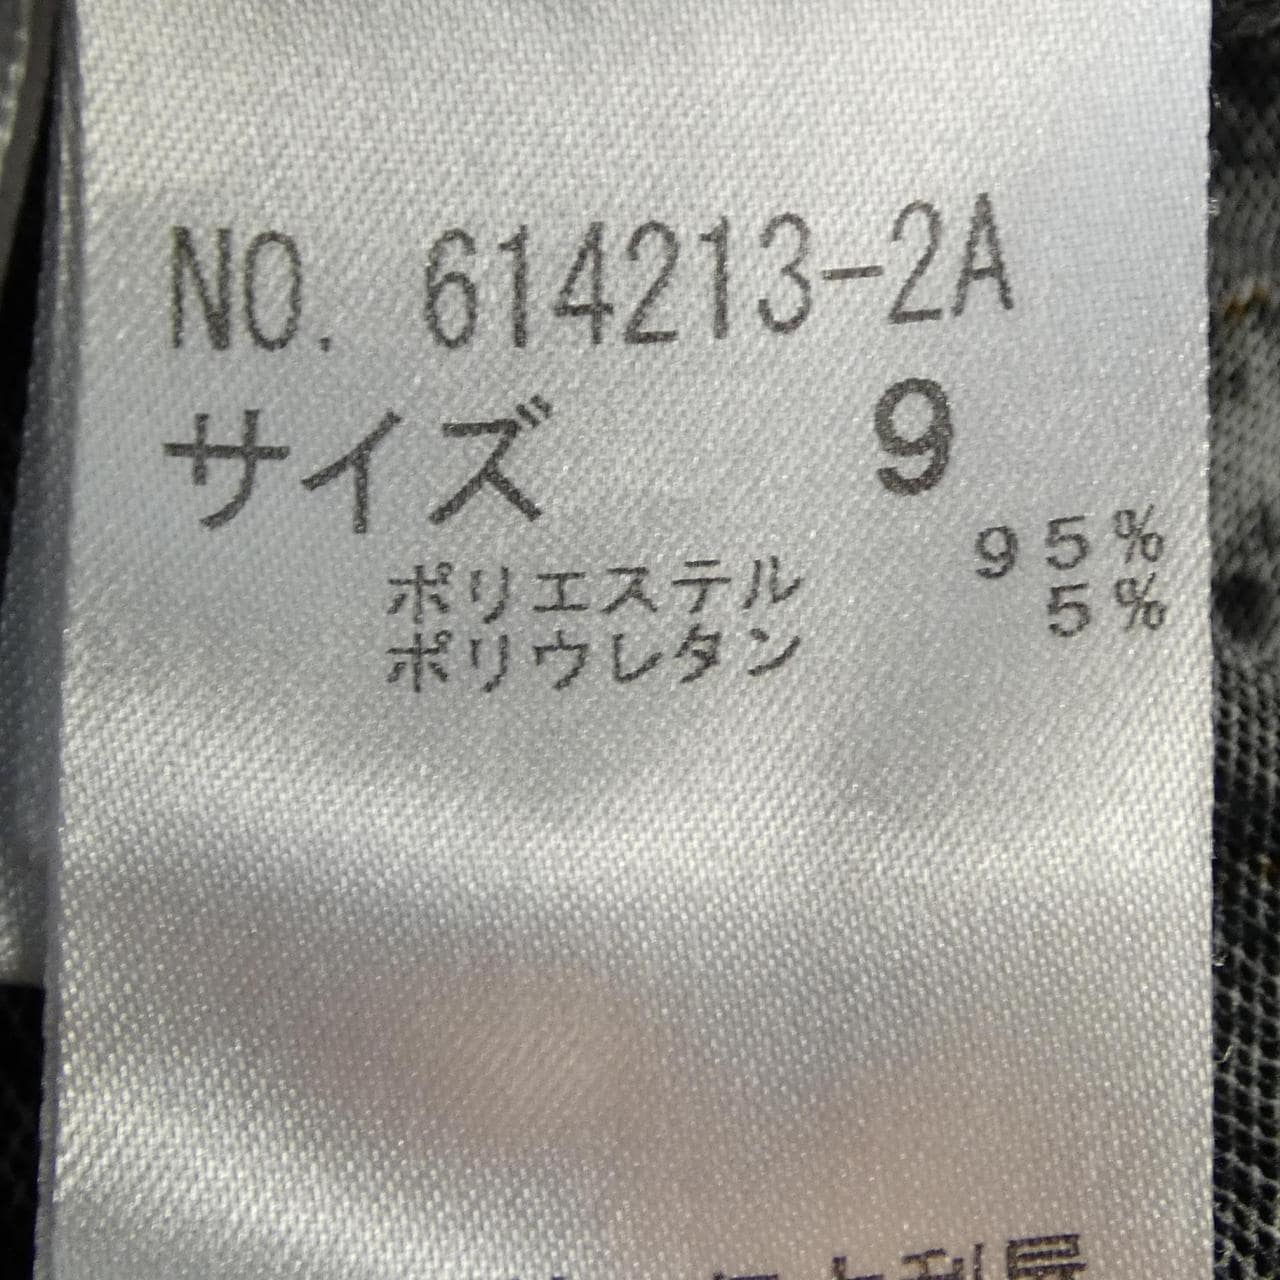 NO. 614213-2A
サイズ 9
ポリエステル 95%
ポリウレタン 5%